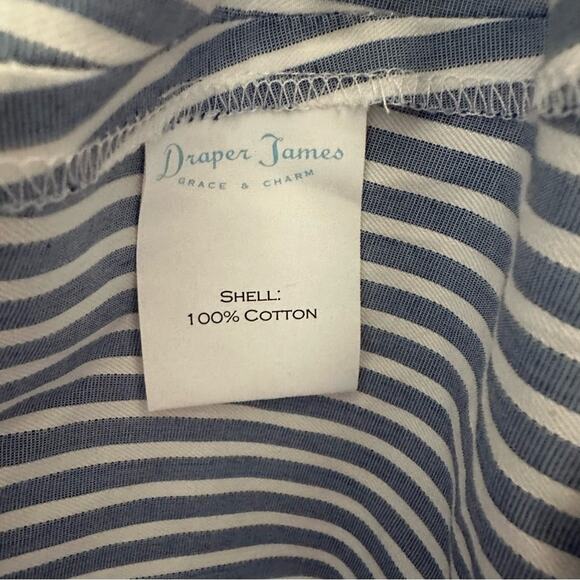 Draper James
GRACE & CHARM
SHELL:
100% COTTON